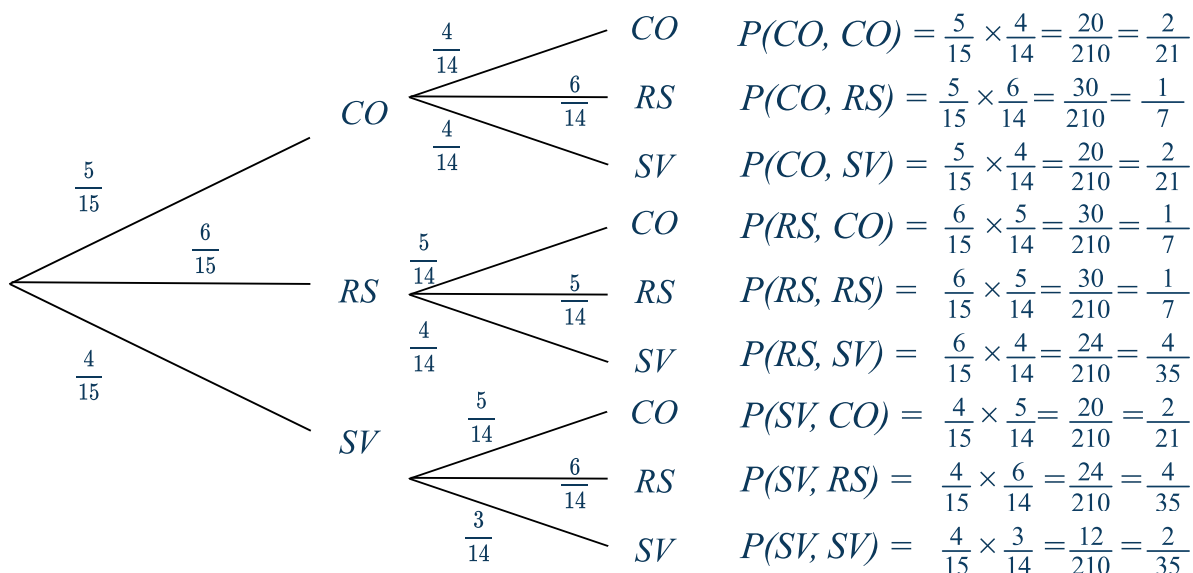 4/14 CO P(CO, CO) = 5/15 × 4/14 = 20/210 = 2/21
CO 6/14 RS P(CO, RS) = 5/15 × 6/14 = 30/210 = 1/7
4/14 SV P(CO, SV) = 5/15 × 4/14 = 20/210 = 2/21
5/15
5/14 CO P(RS, CO) = 6/15 × 5/14 = 30/210 = 1/7
6/15 RS 5/14 RS P(RS, RS) = 6/15 × 5/14 = 30/210 = 1/7
4/14 SV P(RS, SV) = 6/15 × 4/14 = 24/210 = 4/35
4/15
5/14 CO P(SV, CO) = 4/15 × 5/14 = 20/210 = 2/21
SV 6/14 RS P(SV, RS) = 4/15 × 6/14 = 24/210 = 4/35
3/14 SV P(SV, SV) = 4/15 × 3/14 = 12/210 = 2/35